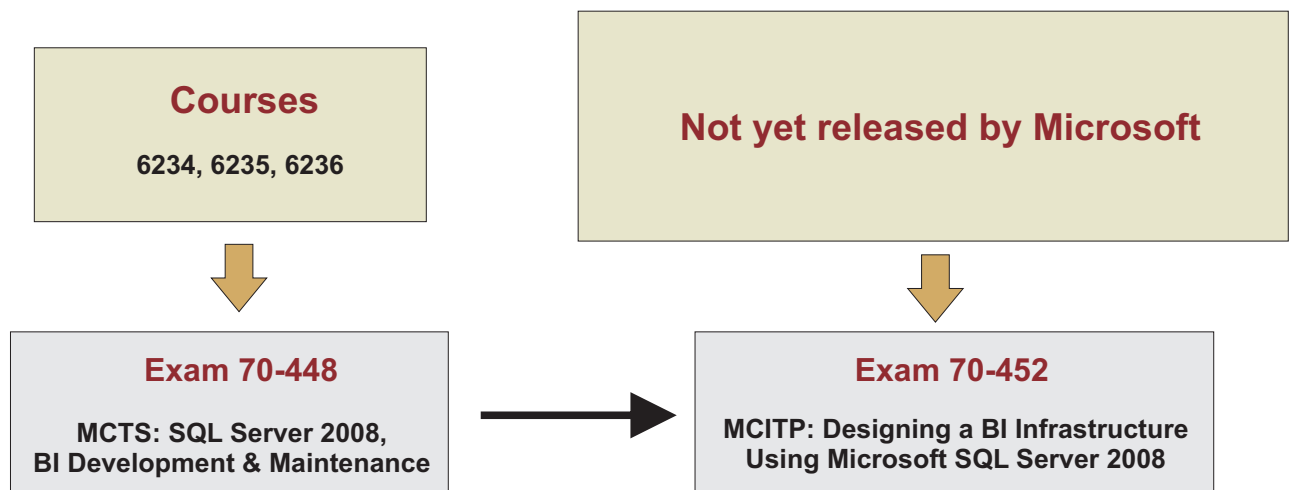 Courses
6234, 6235, 6236
Not yet released by Microsoft
Exam 70-448
MCTS: SQL Server 2008,
BI Development & Maintenance
Exam 70-452
MCITP: Designing a BI Infrastructure
Using Microsoft SQL Server 2008